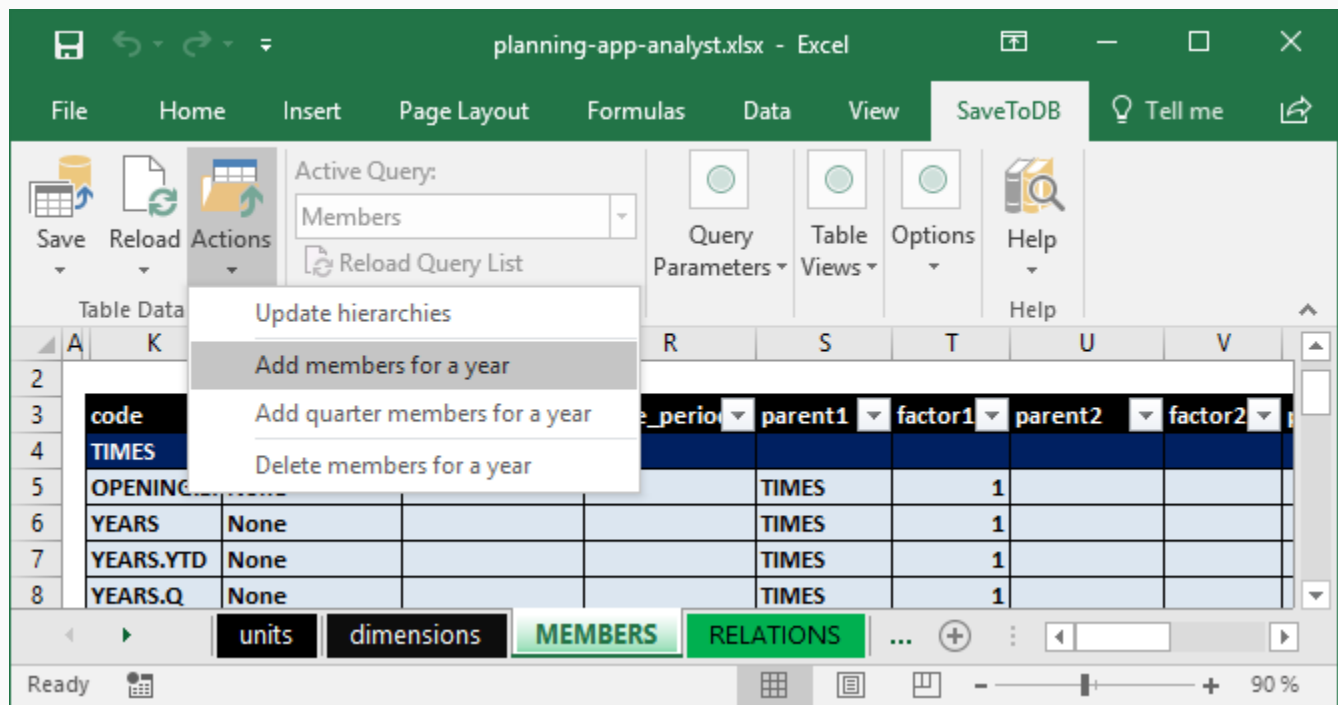 planning-app-analyst.xlsx - Excel
File Home Insert Page Layout Formulas Data View SaveToDB Tell me
Active Query:
Members
Reload Query List
Save Reload Actions
Query Parameters
Table Views
Options
Help
Table Data
Help
Update hierarchies
Add members for a year
Add quarter members for a year
Delete members for a year
A K R S T U V
2
3 code parent1 factor1 parent2 factor2
4 TIMES
5 TIMES 1
6 YEARS None TIMES 1
7 YEARS.YTD None TIMES 1
8 YEARS.Q None TIMES 1
units dimensions MEMBERS RELATIONS ...
Ready 90 %